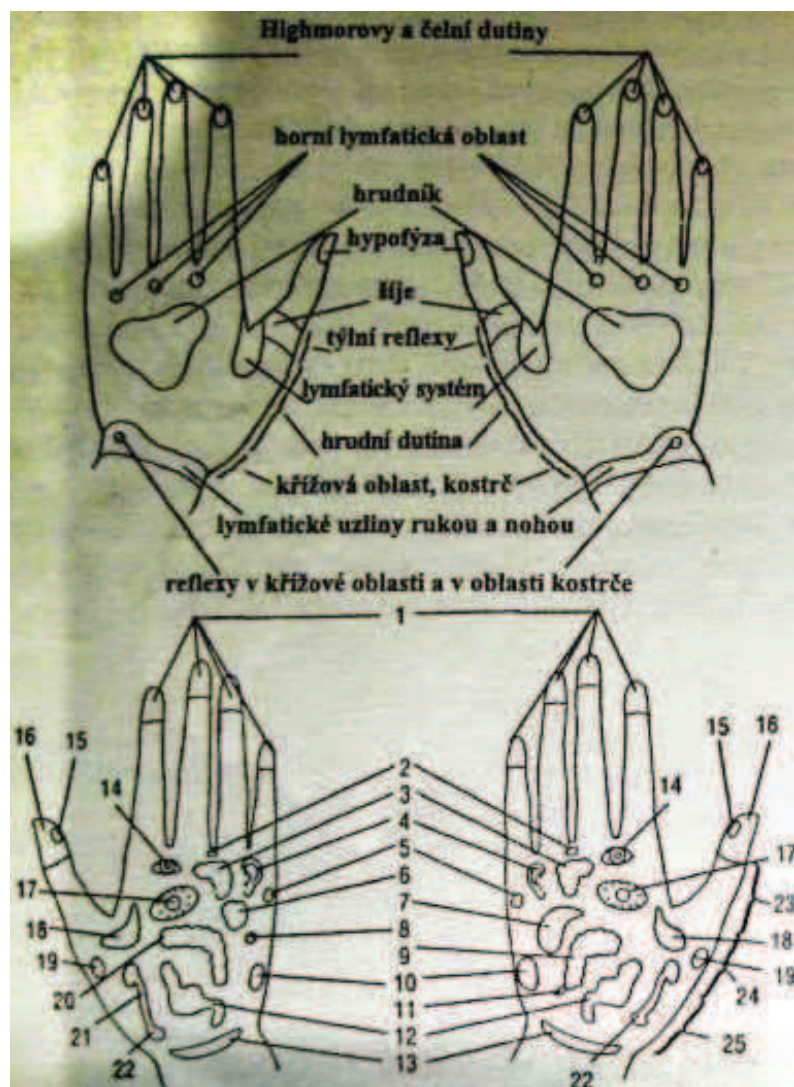 Highmorovy a čelní dutiny
horní lymfatická oblast
hrudník
hypofýza
šíje
týlní reflexy
lymfatický systém
hrudní dutina
křížová oblast, kostrč
lymfatické uzliny rukou a nohou
reflexy v křížové oblasti a v oblasti kostrče
1
16 15 15 16
2
14 3 14
4
5
17 6 17
7
18 8 23
9 18
19 10 24 19
20 11
21 12 25
22 13 22